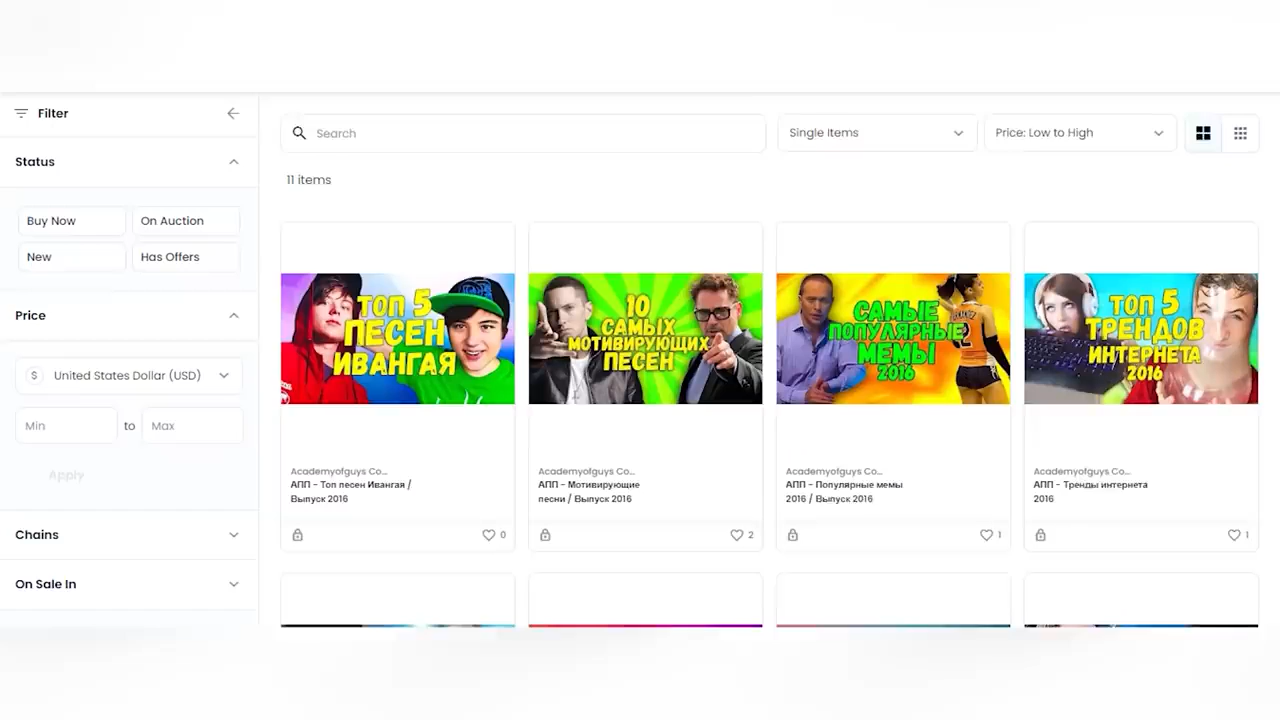 Filter
Search
Single Items
Price: Low to High
Status
11 items
Buy Now
On Auction
New
Has Offers
Price
$
United States Dollar (USD)
Min
to
Max
Apply
Chains
On Sale In
ТОП 5
ПЕСЕН
ИВАНГАЯ
Academyofguys Co...
АПП - Топ песен Ивангая /
Выпуск 2016
0
10
САМЫХ
МОТИВИРУЮЩИХ
ПЕСЕН
Academyofguys Co...
АПП - Мотивирующие
песни / Выпуск 2016
2
САМЫЕ
ПОПУЛЯРНЫЕ
МЕМЫ
2016
2
Academyofguys Co...
АПП - Популярные мемы
2016 / Выпуск 2016
1
ТОП 5
ТРЕНДОВ
ИНТЕРНЕТА
2016
Academyofguys Co...
АПП - Тренды интернета
2016
1